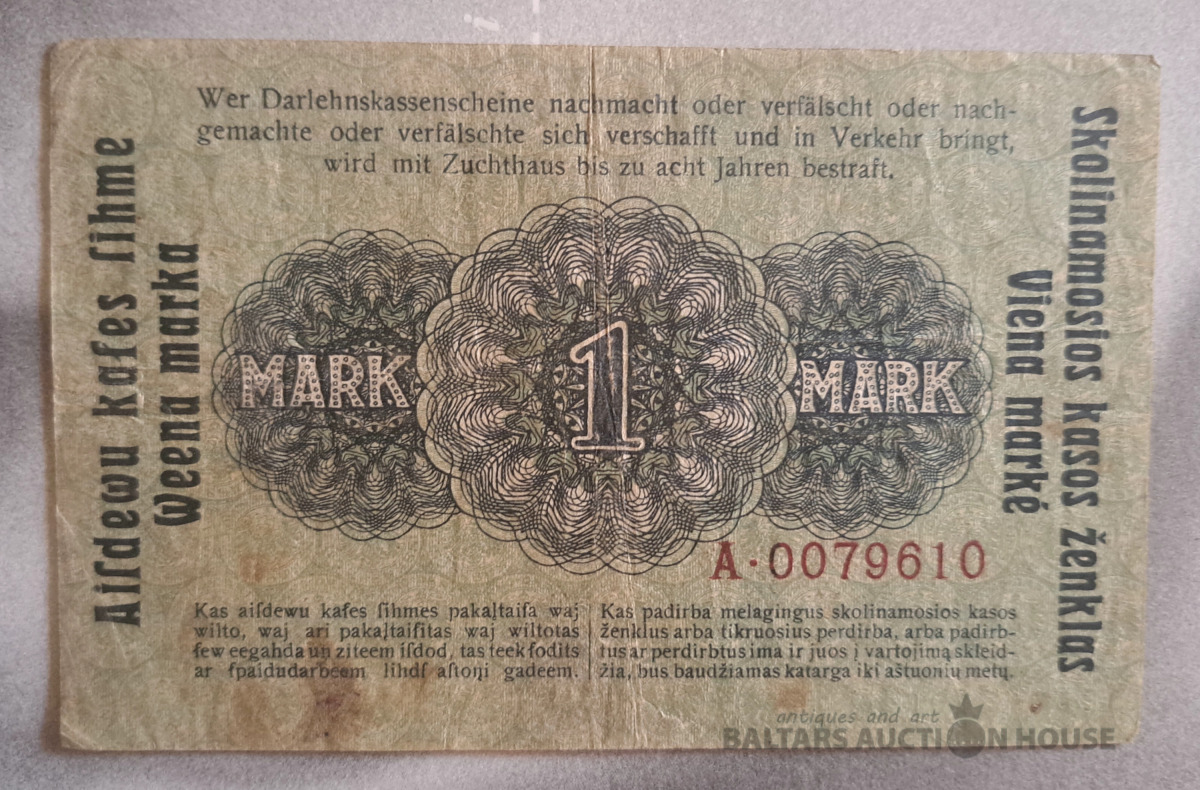 Wer Darlehnskassenscheine nachmacht oder verfälscht oder nach-
gemachte oder verfälschte sich verschafft und in Verkehr bringt,
wird mit Zuchthaus bis zu acht Jahren bestraft.
Aiſdewu kaſes ſihme
Weena marka
MARK
1
MARK
Skolinamosios kasos ženklas
Viena markė
A·0079610
Kas aiſdewu kaſes ſihmes pakaļtaiſa waj
wilto, waj ari pakaļtaiſitas waj wiltotas
ſew eegahda uņ ziteem iſdod, tas teek ſodits
ar ſpaidudarbeem lihdſ aſtoņi gadeem.
Kas padirba melagingus skolinamosios kasos
ženklus arba tikruosius perdirba, arba padirb-
tus ar perdirbtus ima ir juos į vartojimą skleid-
žia, bus baudžiamas katarga iki aštuonių metų.
antiques and art
BALTARS AUCTION HOUSE